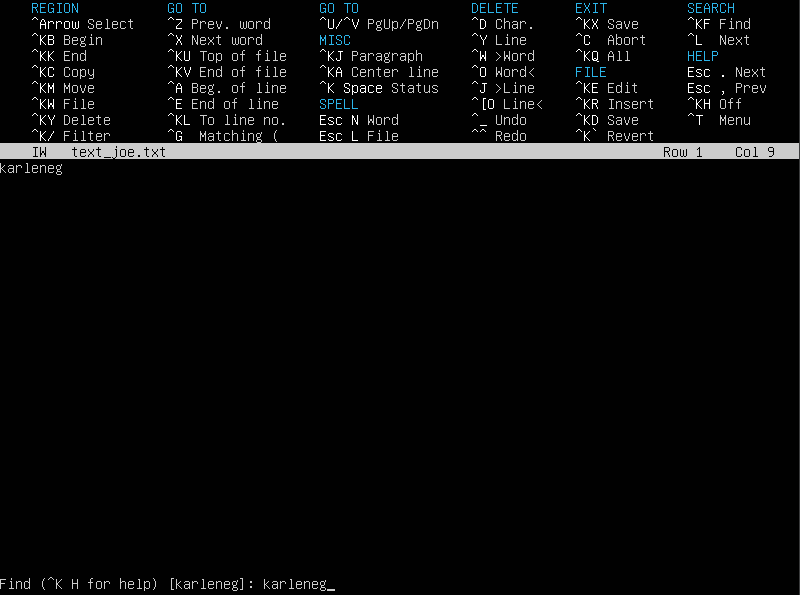 REGION GO TO GO TO DELETE EXIT SEARCH
^Arrow Select ^Z Prev. word ^U/^V PgUp/PgDn ^D Char. ^KX Save ^KF Find
^KB Begin ^X Next word MISC ^Y Line ^C Abort ^L Next
^KK End ^KU Top of file ^KJ Paragraph ^W >Word ^KQ All HELP
^KC Copy ^KV End of file ^KA Center line ^O Word< FILE Esc . Next
^KM Move ^A Beg. of line ^K Space Status ^J >Line ^KE Edit Esc , Prev
^KW File ^E End of line SPELL ^[O Line< ^KR Insert ^KH Off
^KY Delete ^KL To line no. Esc N Word ^_ Undo ^KD Save ^T Menu
^K/ Filter ^G Matching ( Esc L File ^^ Redo ^K` Revert
IW text_joe.txt Row 1 Col 9
karleneg
Find (^K H for help) [karleneg]: karleneg_